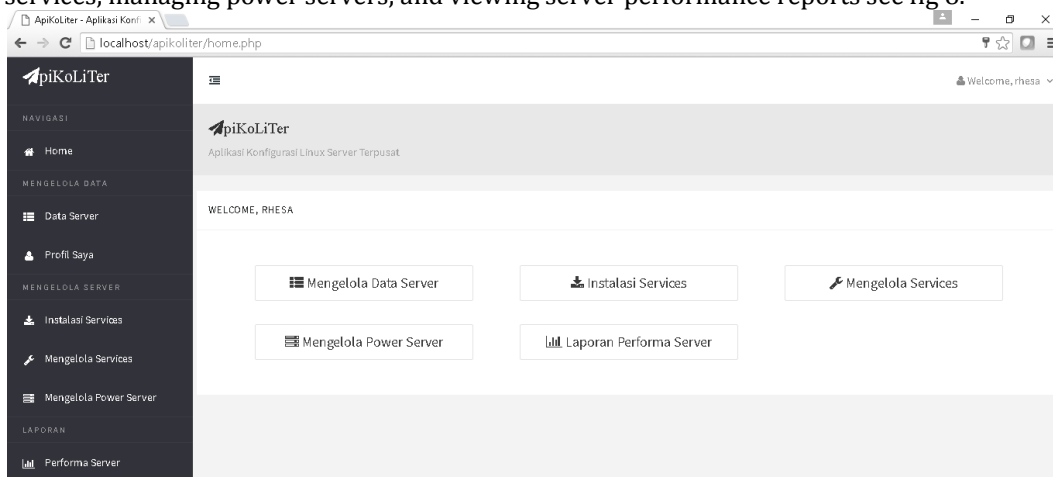 services, managing power servers, and viewing server performance reports see fig 8.
ApiKoLiter - Aplikasi Konfi
localhost/apikoliter/home.php
ApiKoLiTer
Welcome, rhesa
NAVIGASI
Home
MENGELOLA DATA
Data Server
Profil Saya
MENGELOLA SERVER
Instalasi Services
Mengelola Services
Mengelola Power Server
LAPORAN
Performa Server
ApiKoLiTer
Aplikasi Konfigurasi Linux Server Terpusat
WELCOME, RHESA
Mengelola Data Server
Instalasi Services
Mengelola Services
Mengelola Power Server
Laporan Performa Server